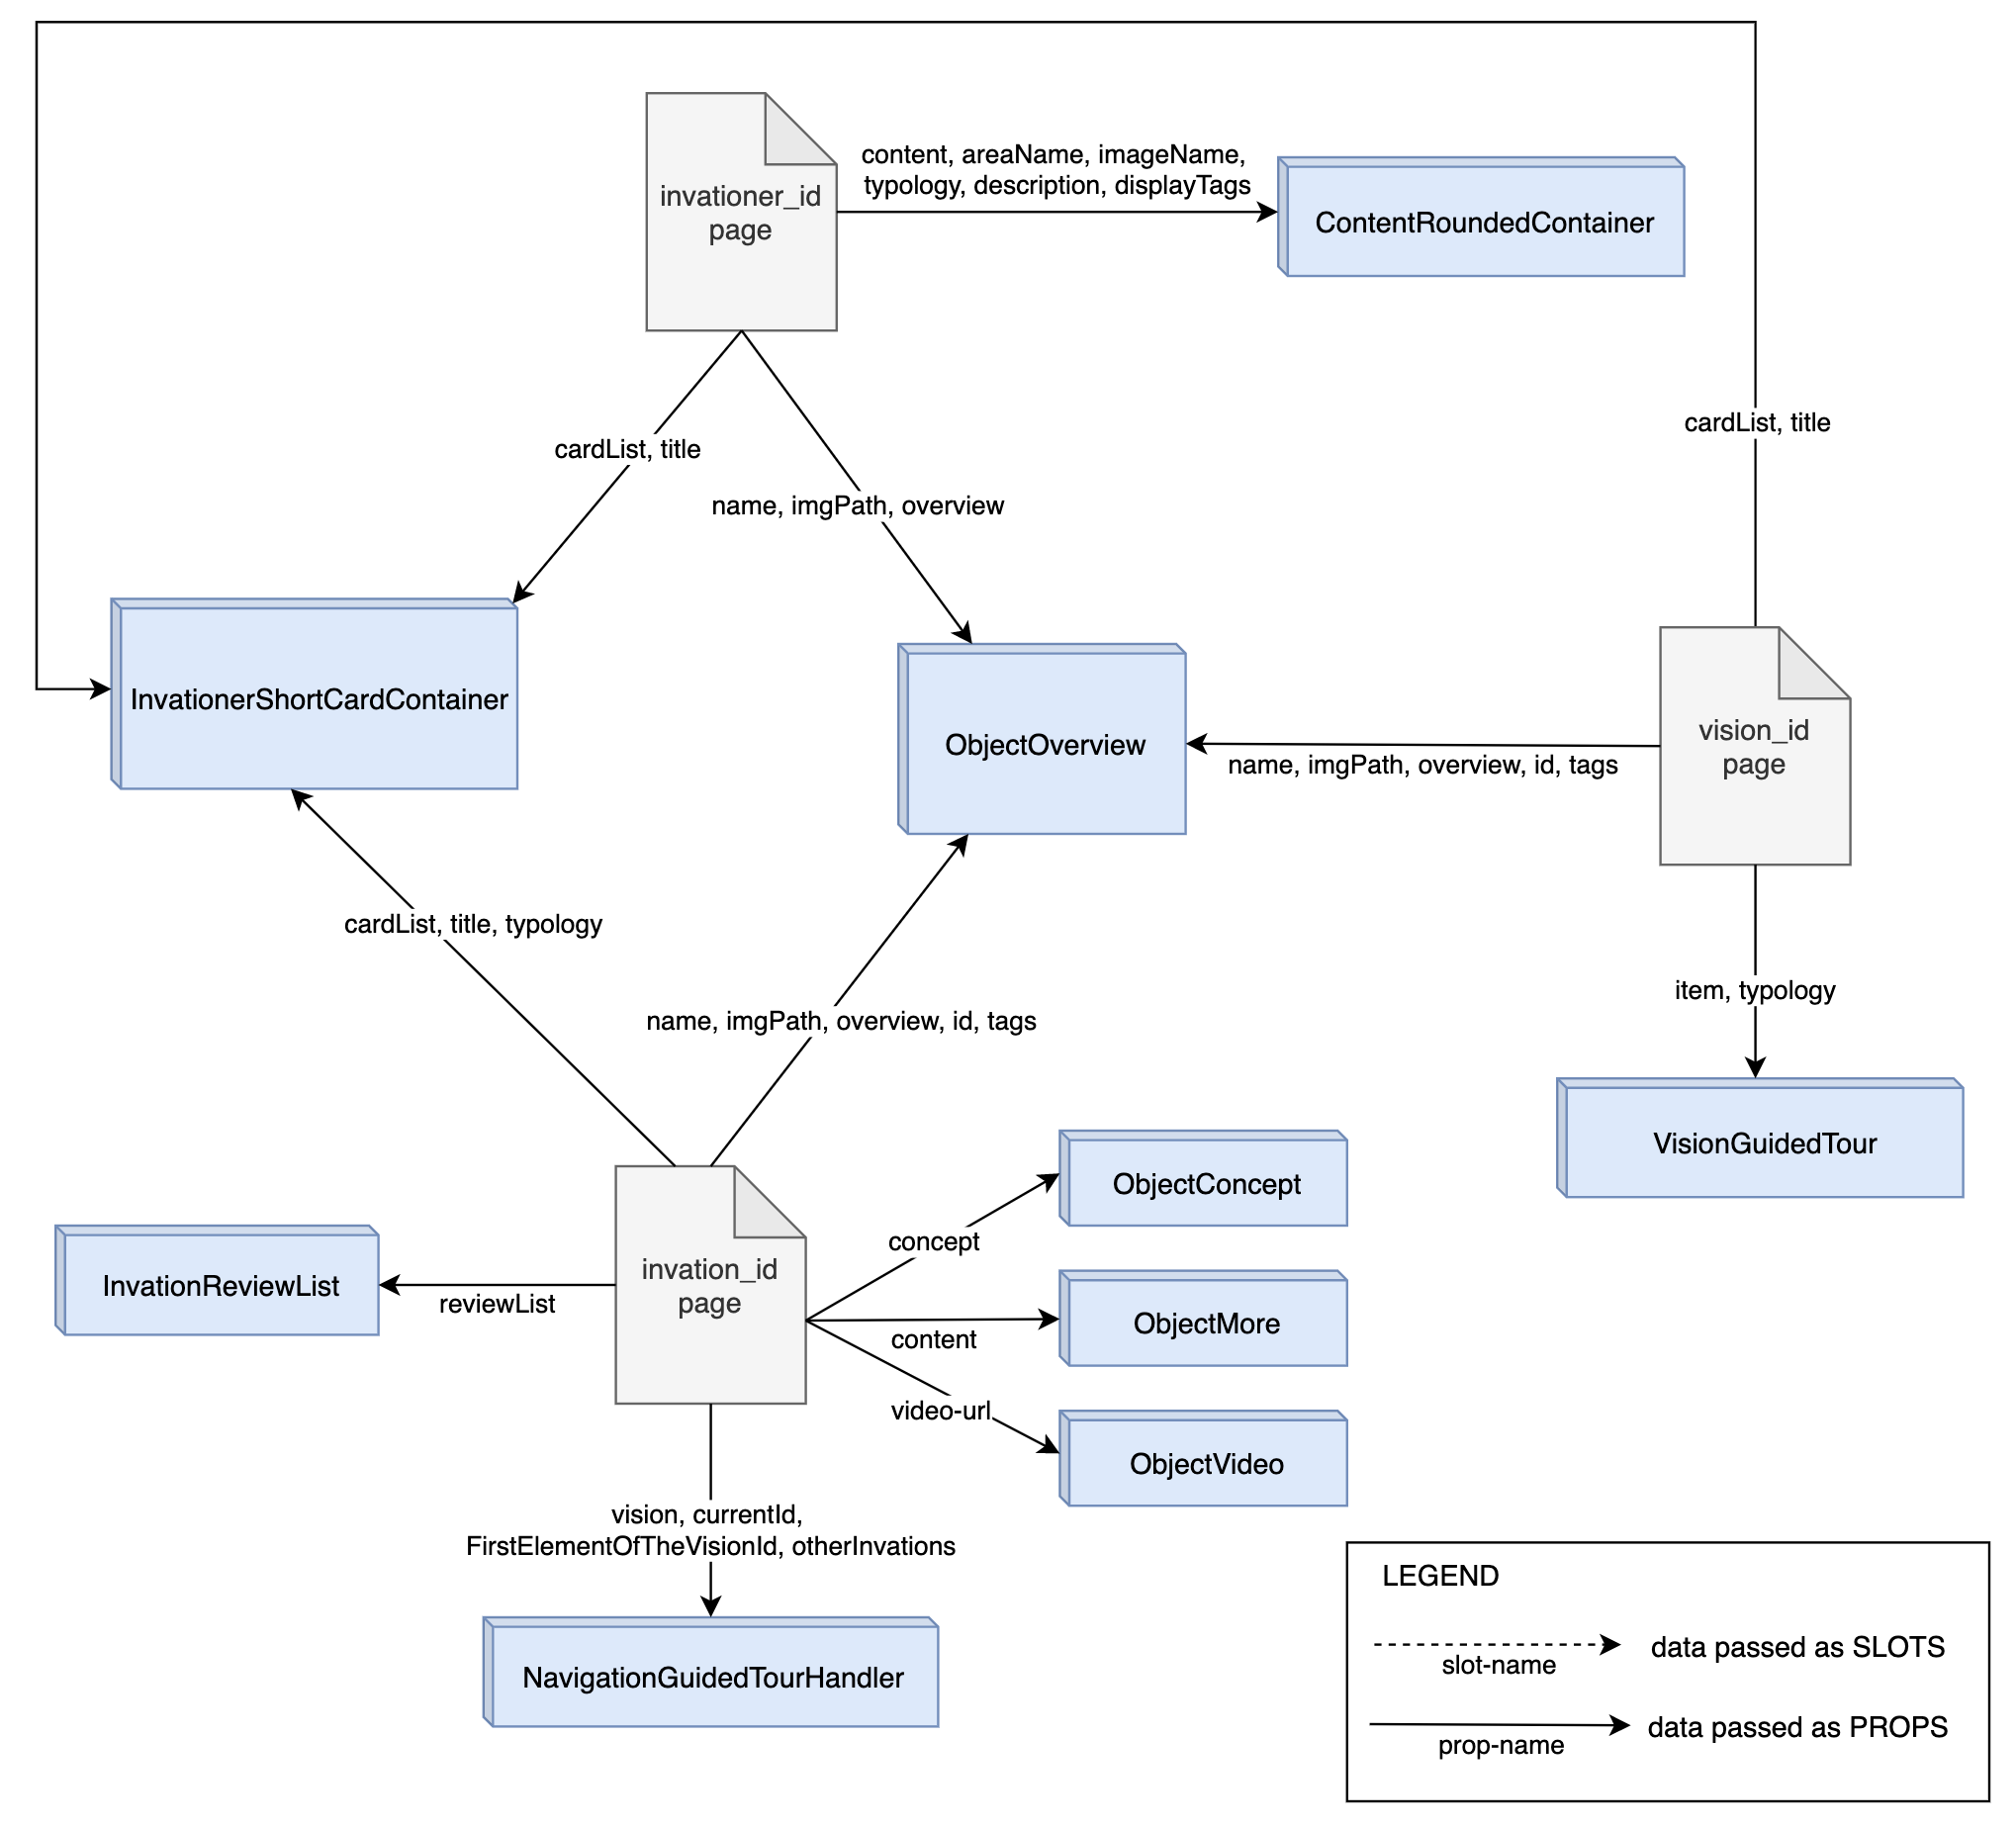 content, areaName, imageName,
typology, description, displayTags
invationer_id
page
ContentRoundedContainer
cardList, title
cardList, title
name, imgPath, overview
InvationerShortCardContainer
ObjectOverview
vision_id
page
name, imgPath, overview, id, tags
cardList, title, typology
item, typology
name, imgPath, overview, id, tags
VisionGuidedTour
ObjectConcept
concept
InvationReviewList
reviewList
invation_id
page
ObjectMore
content
video-url
ObjectVideo
vision, currentId,
FirstElementOfTheVisionId, otherInvations
NavigationGuidedTourHandler
LEGEND
data passed as SLOTS
slot-name
data passed as PROPS
prop-name